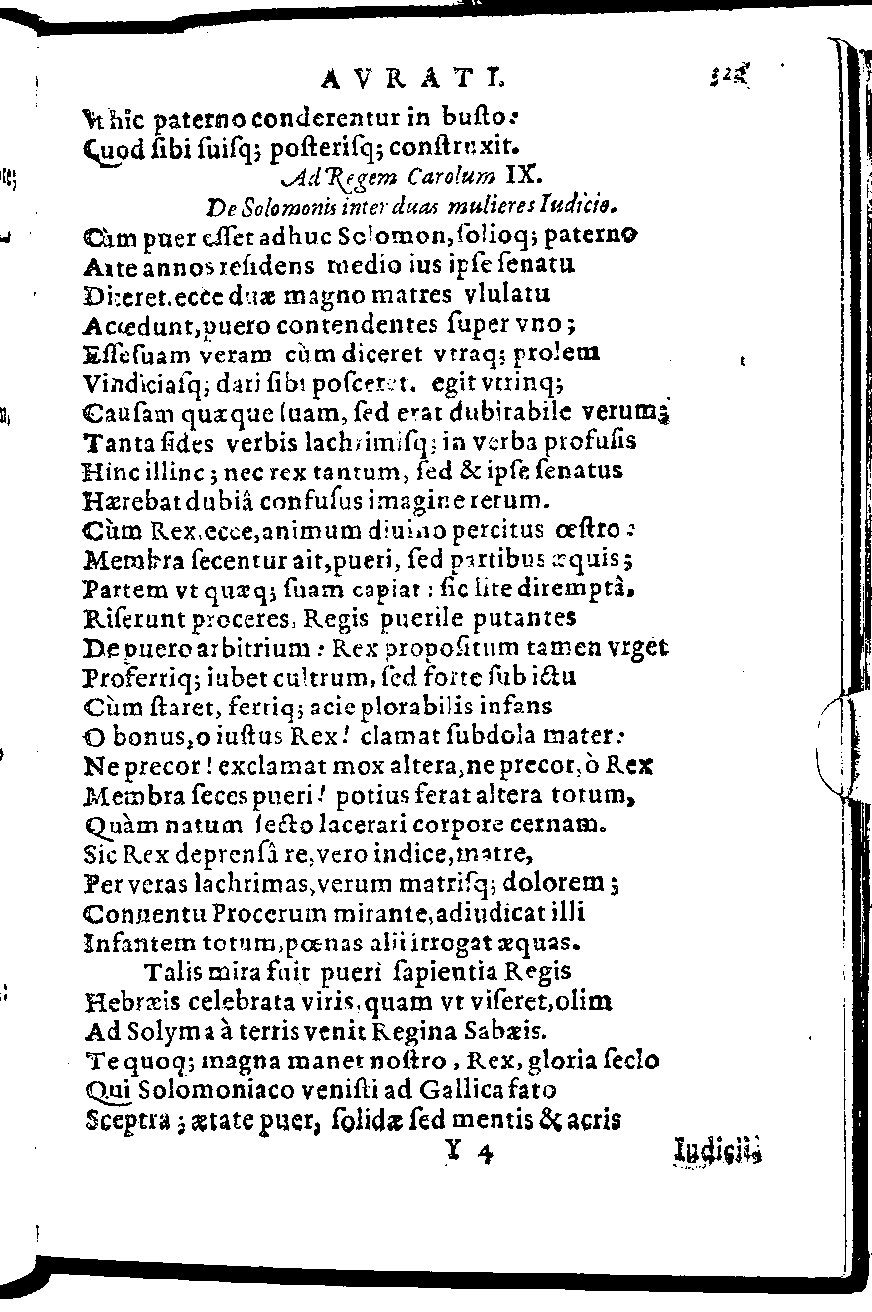 AVRATI.
Vt hîc paterno conderentur in busto:
Quod sibi suisq; posterisq; construxit.
Ad Regem Carolum IX.
De Solomonis inter duas mulieres Iudicio.
Cùm puer esset adhuc Solomon, solioq; paterno
Ante annos residens medio ius ipse senatu
Diceret. ecce duæ magno matres vlulatu
Accedunt, puero contendentes super vno;
Esse suam veram cùm diceret vtraq; prolem
Vindiciasq; dari sibi posceret. egit vtrinq;
Causam quæque suam, sed erat dubitabile verum;
Tanta fides verbis lachrimisq; in verba profusis
Hinc illinc; nec rex tantum, sed & ipse senatus
Hærebat dubiâ confusus imagine rerum.
Cùm Rex, ecce, animum diuino percitus œstro:
Membra secentur ait, pueri, sed partibus æquis;
Partem vt quæq; suam capiat: sic lite diremptâ.
Riserunt proceres, Regis puerile putantes
De puero arbitrium: Rex propositum tamen vrget
Proferriq; iubet cultrum, sed forte sub ictu
Cùm staret, ferriq; acie plorabilis infans
O bonus, o iustus Rex! clamat subdola mater:
Ne precor! exclamat mox altera, ne precor, ò Rex
Membra seces pueri! potius ferat altera totum,
Quàm natum secto lacerari corpore cernam.
Sic Rex deprensâ re, vero indice, matre,
Per veras lachrimas, verum matrisq; dolorem;
Conuentu Procerum mirante, adiudicat illi
Infantem totum, pœnas alii irrogat æquas.
Talis mira fuit pueri sapientia Regis
Hebræis celebrata viris, quam vt viseret, olim
Ad Solyma à terris venit Regina Sabæis.
Te quoq; magna manet nostro, Rex, gloria seclo
Qui Solomoniaco venisti ad Gallica fato
Sceptra; ætate puer, solidæ sed mentis & acris
Y 4
Iudicii,